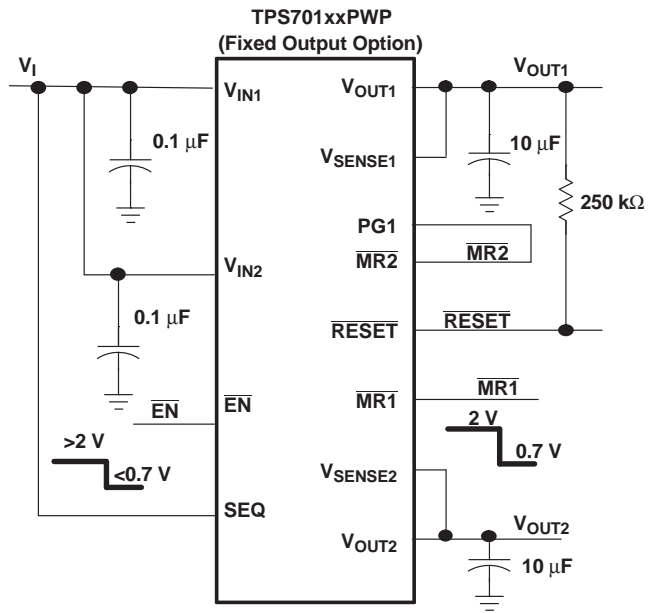 TPS701xxPWP
(Fixed Output Option)
VI
VIN1
VOUT1
VOUT1
0.1 μF
10 μF
VSENSE1
250 kΩ
PG1
MR2
MR2
VIN2
0.1 μF
RESET
RESET
EN
EN
MR1
MR1
>2 V
<0.7 V
2 V
0.7 V
VSENSE2
SEQ
VOUT2
VOUT2
10 μF